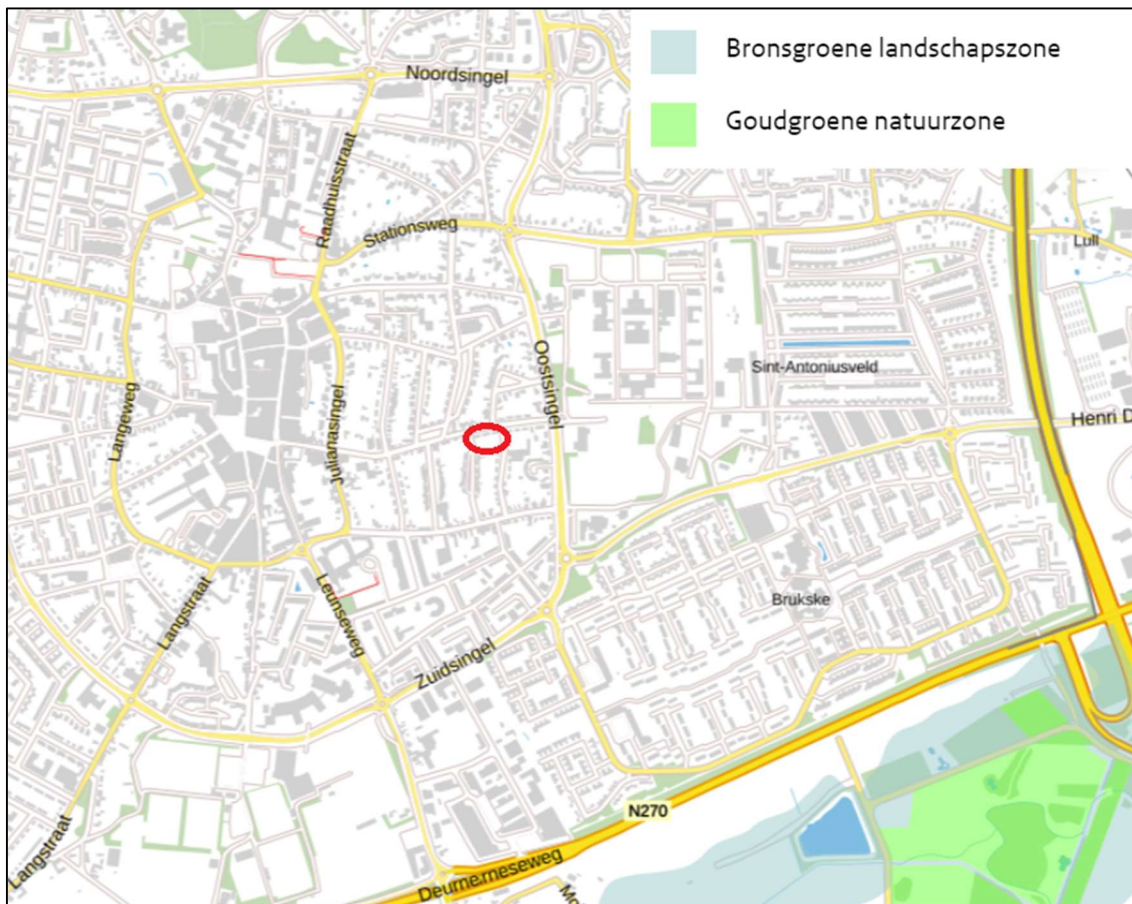 Bronsgroene landschapszone
Goudgroene natuurzone
Noordsingel
Raadhuisstraat
Stationsweg
Lull
Oostsingel
Sint-Antoniusveld
Langeweg
Julianasingel
Henri D
Leunseweg
Langstraat
Brukske
Zuidsingel
N270
Langstraat
Deurneseweg